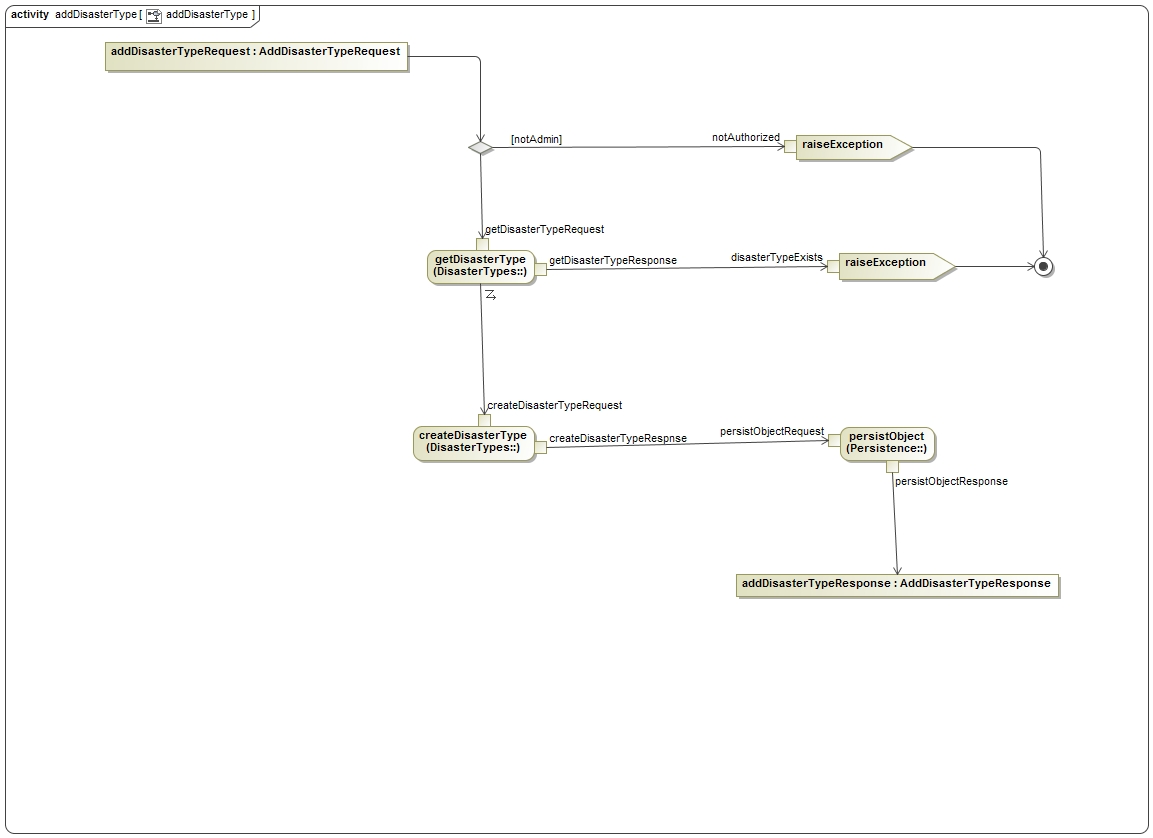 activity addDisasterType [ addDisasterType ]
addDisasterTypeRequest : AddDisasterTypeRequest
[notAdmin]
notAuthorized
raiseException
getDisasterTypeRequest
getDisasterType
(DisasterTypes::)
getDisasterTypeResponse
disasterTypeExists
raiseException
createDisasterTypeRequest
createDisasterType
(DisasterTypes::)
createDisasterTypeRespnse
persistObjectRequest
persistObject
(Persistence::)
persistObjectResponse
addDisasterTypeResponse : AddDisasterTypeResponse